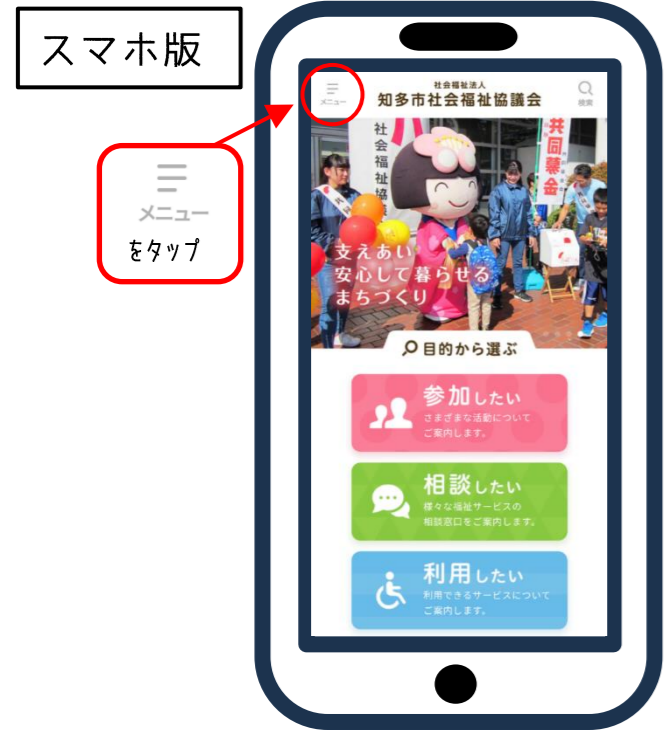 スマホ版
メニュー
をタップ
メニュー
社会福祉法人
知多市社会福祉協議会
検索
社会福祉協
共同募金
支えあい
安心して暮らせる
まちづくり
目的から選ぶ
参加したい
さまざまな活動について
ご案内します。
相談したい
様々な福祉サービスの
相談窓口をご案内します。
利用したい
利用できるサービスについて
ご案内します。